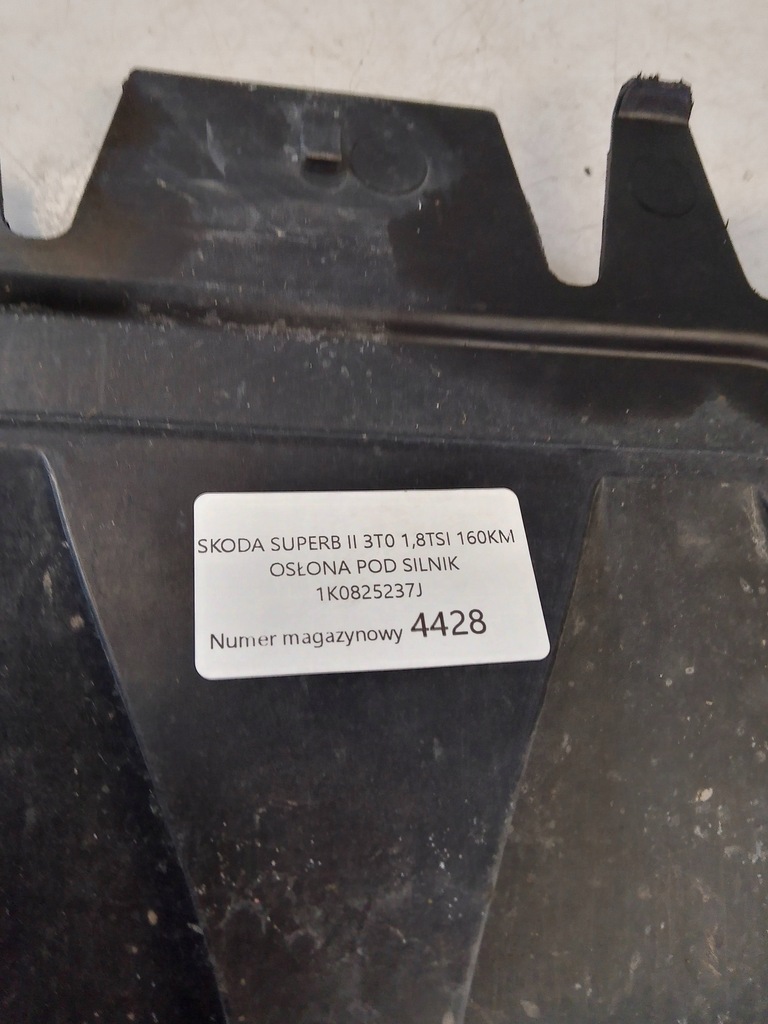 SKODA SUPERB II 3T0 1,8TSI 160KM
OSŁONA POD SILNIK
1K0825237J
Numer magazynowy 4428